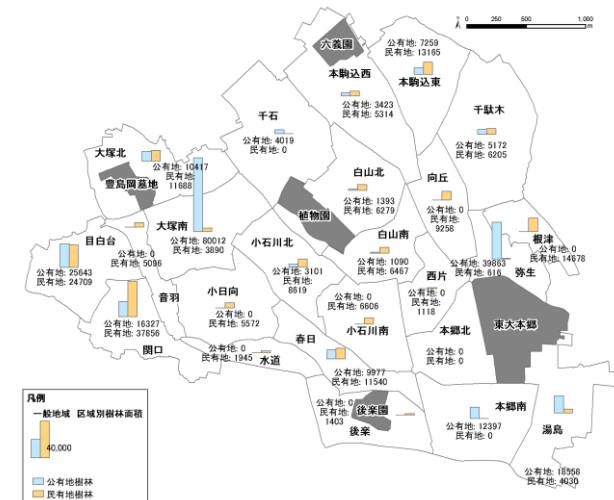 0 250 500 1,000
m
六義園
本駒込西
公有地: 3423
民有地: 5314
公有地: 7259
民有地: 13165
本駒込東
千石
公有地: 4019
民有地: 0
千駄木
公有地: 5172
民有地: 6205
大塚北
公有地: 10417
民有地:
11688
豊島岡墓地
白山北
公有地: 1393
民有地: 6279
向丘
公有地: 0
民有地:
9258
植物園
大塚南
公有地: 80012
民有地: 3890
目白台
公有地: 25643
民有地: 24709
公有地: 0
民有地: 5096
音羽
小石川北
公有地: 3101
民有地:
8619
白山南
公有地: 1090
民有地: 6467
西片
公有地: 0
民有地:
1118
公有地: 39863
民有地: 616
弥生
根津
公有地: 0
民有地: 14878
小日向
公有地: 0
民有地: 5572
公有地: 0
民有地: 6606
小石川南
東大本郷
公有地: 16327
民有地: 37856
関口
公有地: 0
民有地: 1945
水道
春日
公有地: 9977
民有地: 11540
本郷北
公有地: 0
民有地: 0
公有地: 0
民有地:
1403
後楽園
後楽
本郷南
公有地: 12397
民有地: 0
湯島
公有地: 18558
民有地: 4030
凡例
一般地域 区域別樹林面積
40,000
公有地樹林
民有地樹林